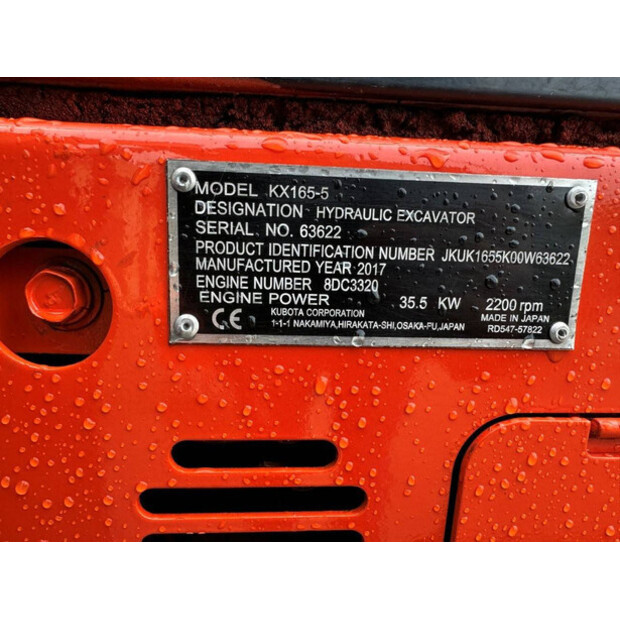 MODEL KX165-5
DESIGNATION HYDRAULIC EXCAVATOR
SERIAL NO. 63622
PRODUCT IDENTIFICATION NUMBER JKUK1655K00W63622
MANUFACTURED YEAR 2017
ENGINE NUMBER 8DC3320
ENGINE POWER 35.5 KW 2200 rpm
CE KUBOTA CORPORATION MADE IN JAPAN
1-1-1 NAKAMIYA,HIRAKATA-SHI,OSAKA-FU,JAPAN RD547-57822